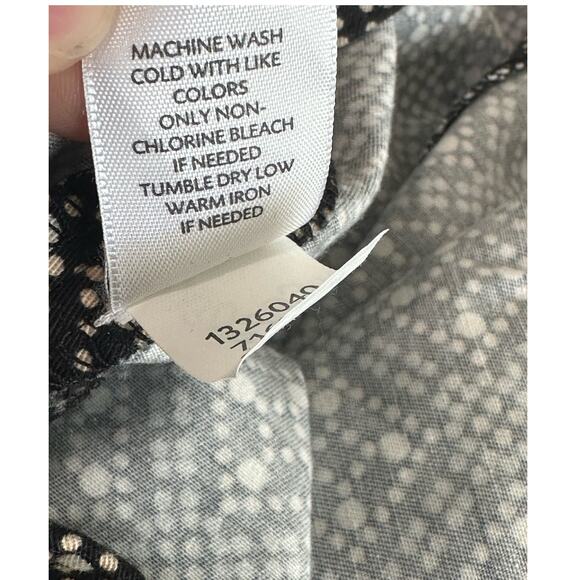 MACHINE WASH
COLD WITH LIKE
COLORS
ONLY NON-
CHLORINE BLEACH
IF NEEDED
TUMBLE DRY LOW
WARM IRON
IF NEEDED
1326040